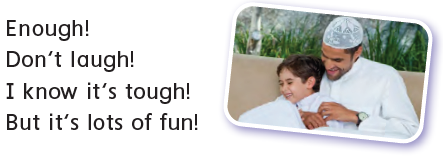 Enough!
Don't laugh!
I know it's tough!
But it's lots of fun!